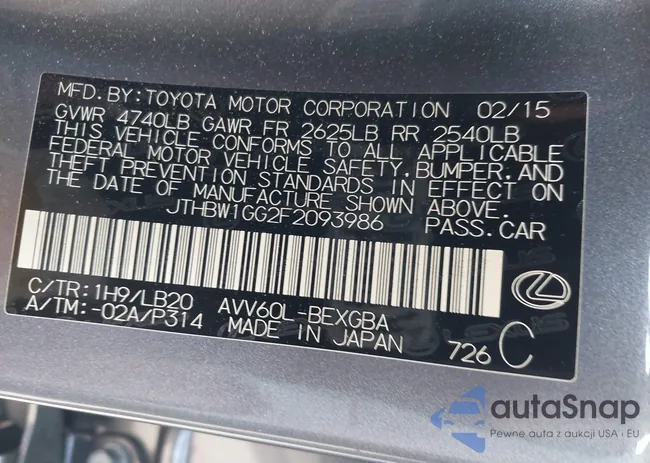 MFD. BY: TOYOTA MOTOR CORPORATION 02/15
GVWR 4740LB GAWR FR 2625LB RR 2540LB
THIS VEHICLE CONFORMS TO ALL APPLICABLE
FEDERAL MOTOR VEHICLE SAFETY, BUMPER, AND
THEFT PREVENTION STANDARDS IN EFFECT ON
THE DATE OF MANUFACTURE SHOWN ABOVE.
JTHBW1GG2F2093986 PASS.CAR
C/TR: 1H9/LB20 AVV60L-BEXGBA
A/TM: -02A/P314 MADE IN JAPAN 726 C
autaSnap
Pewne auta z aukcji USA i EU